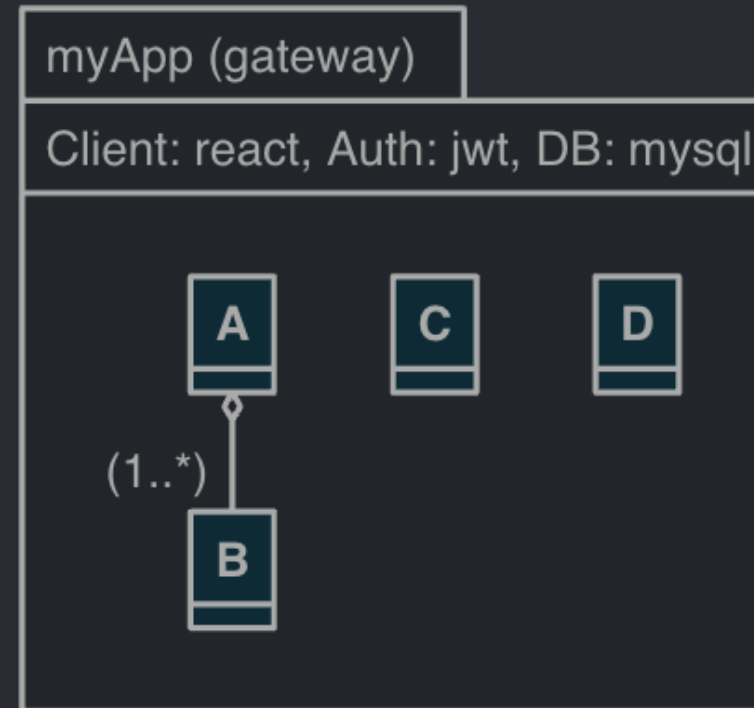 myApp (gateway)
Client: react, Auth: jwt, DB: mysql
A C D
(1..*)
B